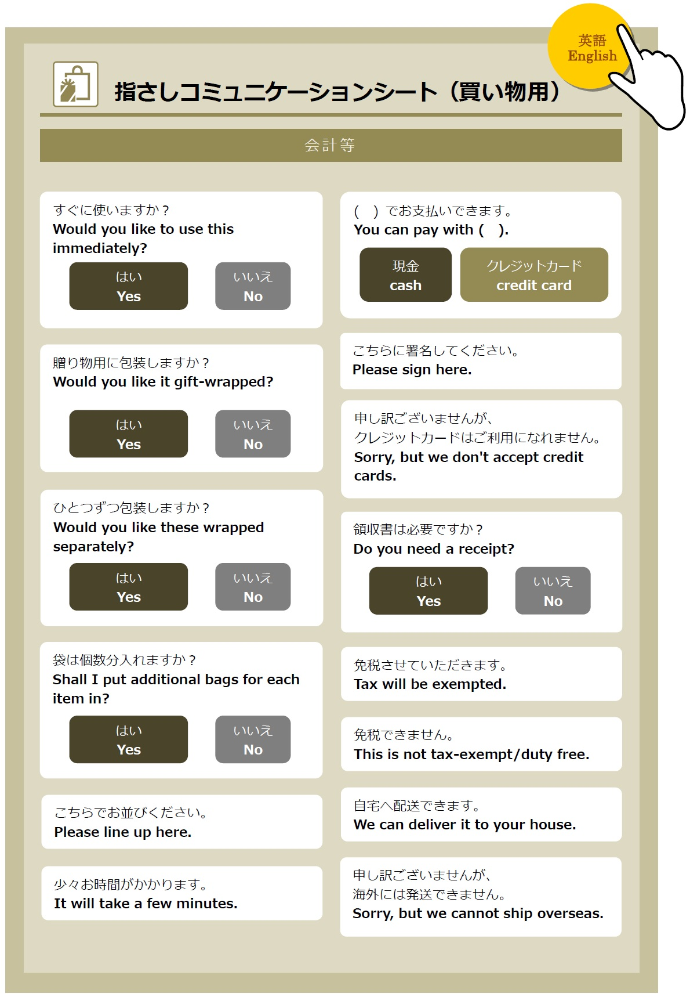 英語
English
指さしコミュニケーションシート（買い物用）
会計等
すぐに使いますか？
Would you like to use this
immediately?
はい
Yes
いいえ
No
贈り物用に包装しますか？
Would you like it gift-wrapped?
はい
Yes
いいえ
No
ひとつずつ包装しますか？
Would you like these wrapped
separately?
はい
Yes
いいえ
No
袋は個数分入れますか？
Shall I put additional bags for each
item in?
はい
Yes
いいえ
No
こちらでお並びください。
Please line up here.
少々お時間がかかります。
It will take a few minutes.
(　) でお支払いできます。
You can pay with (　).
現金
cash
クレジットカード
credit card
こちらに署名してください。
Please sign here.
申し訳ございませんが、
クレジットカードはご利用になれません。
Sorry, but we don't accept credit
cards.
領収書は必要ですか？
Do you need a receipt?
はい
Yes
いいえ
No
免税させていただきます。
Tax will be exempted.
免税できません。
This is not tax-exempt/duty free.
自宅へ配送できます。
We can deliver it to your house.
申し訳ございませんが、
海外には発送できません。
Sorry, but we cannot ship overseas.